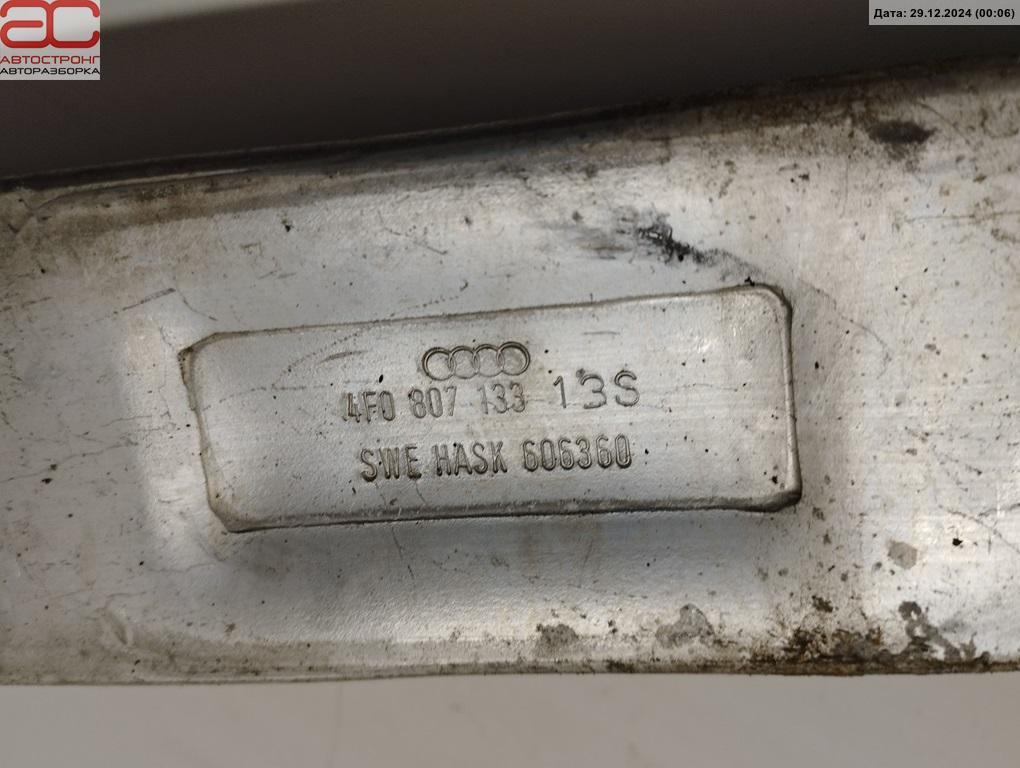 Дата: 29.12.2024 (00:06)
АС
АВТОСТРОНГ
АВТОРАЗБОРКА
4F0 807 133 13S
SWE HASK 606360